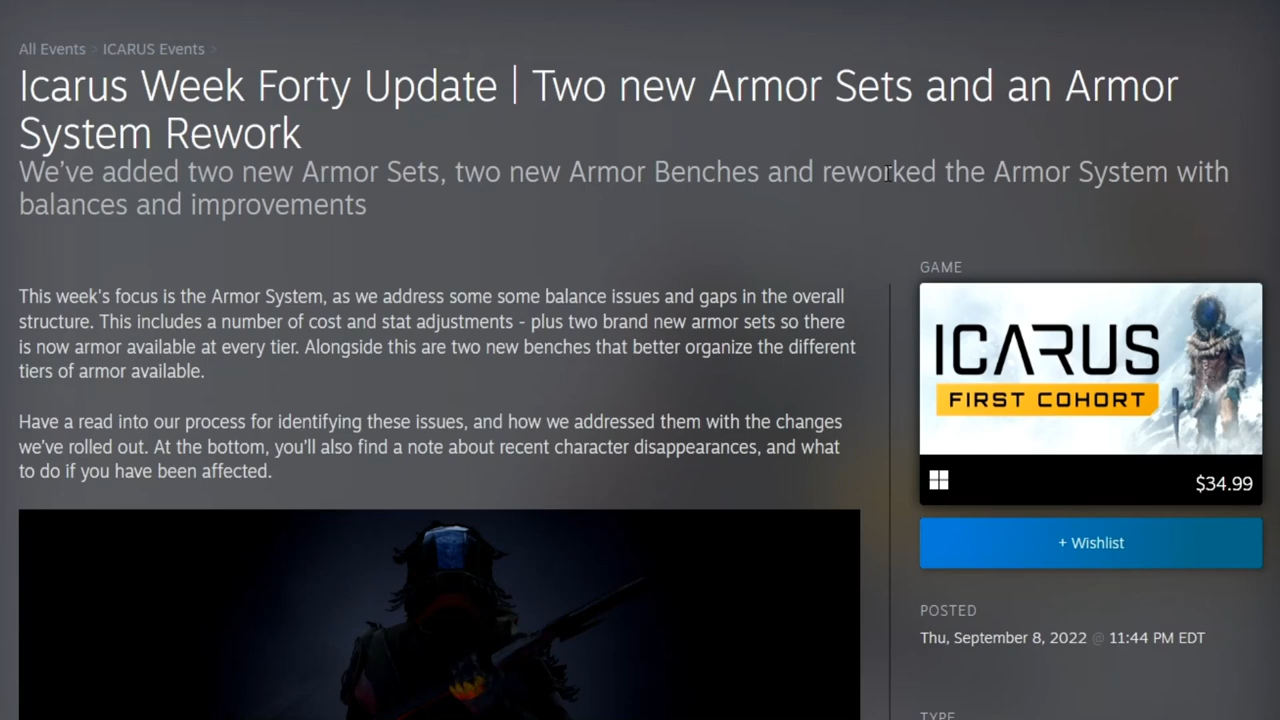 All Events > ICARUS Events >
Icarus Week Forty Update | Two new Armor Sets and an Armor
System Rework
We've added two new Armor Sets, two new Armor Benches and reworked the Armor System with
balances and improvements
This week's focus is the Armor System, as we address some some balance issues and gaps in the overall
structure. This includes a number of cost and stat adjustments - plus two brand new armor sets so there
is now armor available at every tier. Alongside this are two new benches that better organize the different
tiers of armor available.
Have a read into our process for identifying these issues, and how we addressed them with the changes
we've rolled out. At the bottom, you'll also find a note about recent character disappearances, and what
to do if you have been affected.
GAME
ICARUS
FIRST COHORT
$34.99
+ Wishlist
POSTED
Thu, September 8, 2022 @ 11:44 PM EDT
TYPE